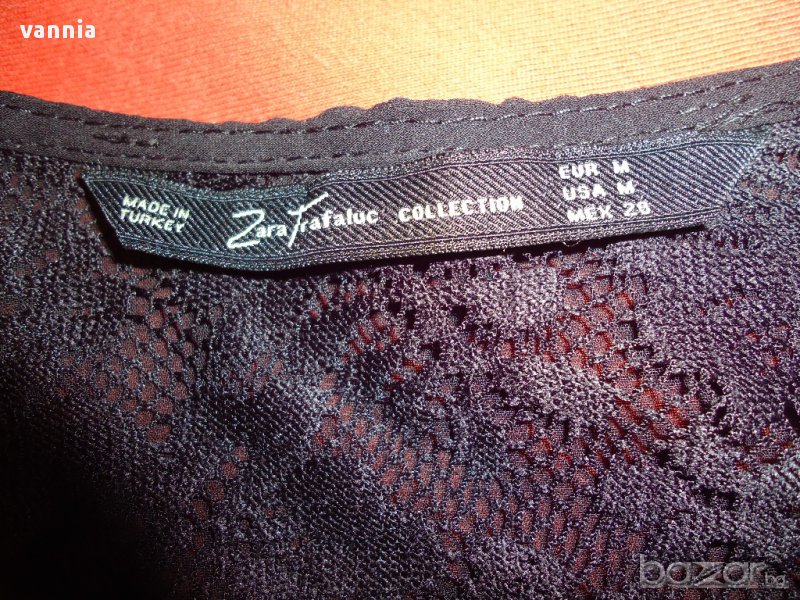 vannia
MADE IN
TURKEY
Zara Trafaluc COLLECTION
EUR M
USA M
MEX 28
bazar.bg